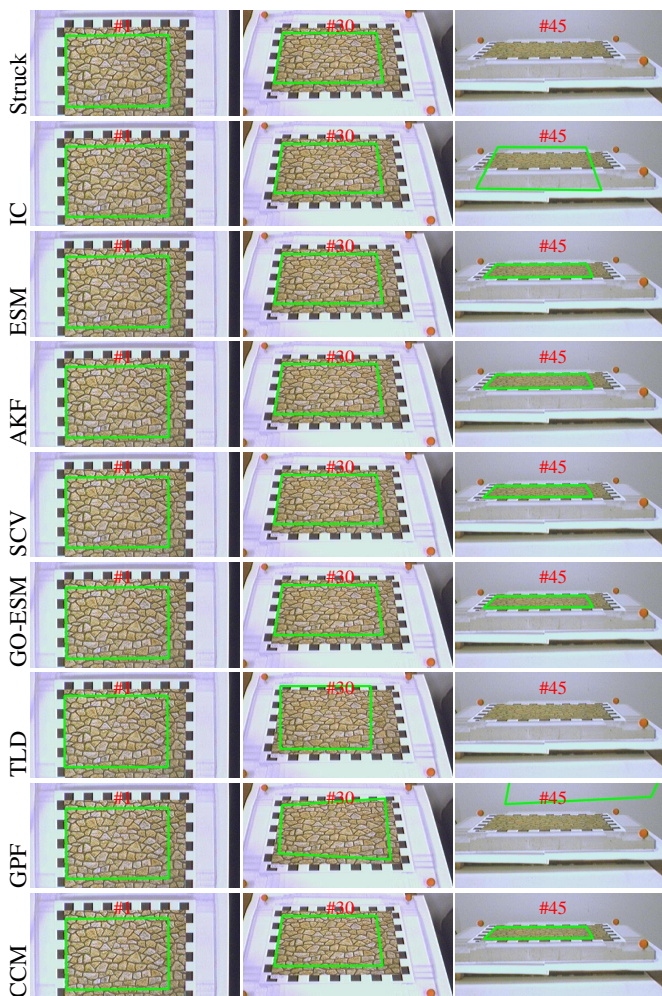 Struck #1 #30 #45
IC #1 #30 #45
ESM #1 #30 #45
AKF #1 #30 #45
SCV #1 #30 #45
GO-ESM #1 #30 #45
TLD #1 #30 #45
GPF #1 #30 #45
CCM #1 #30 #45